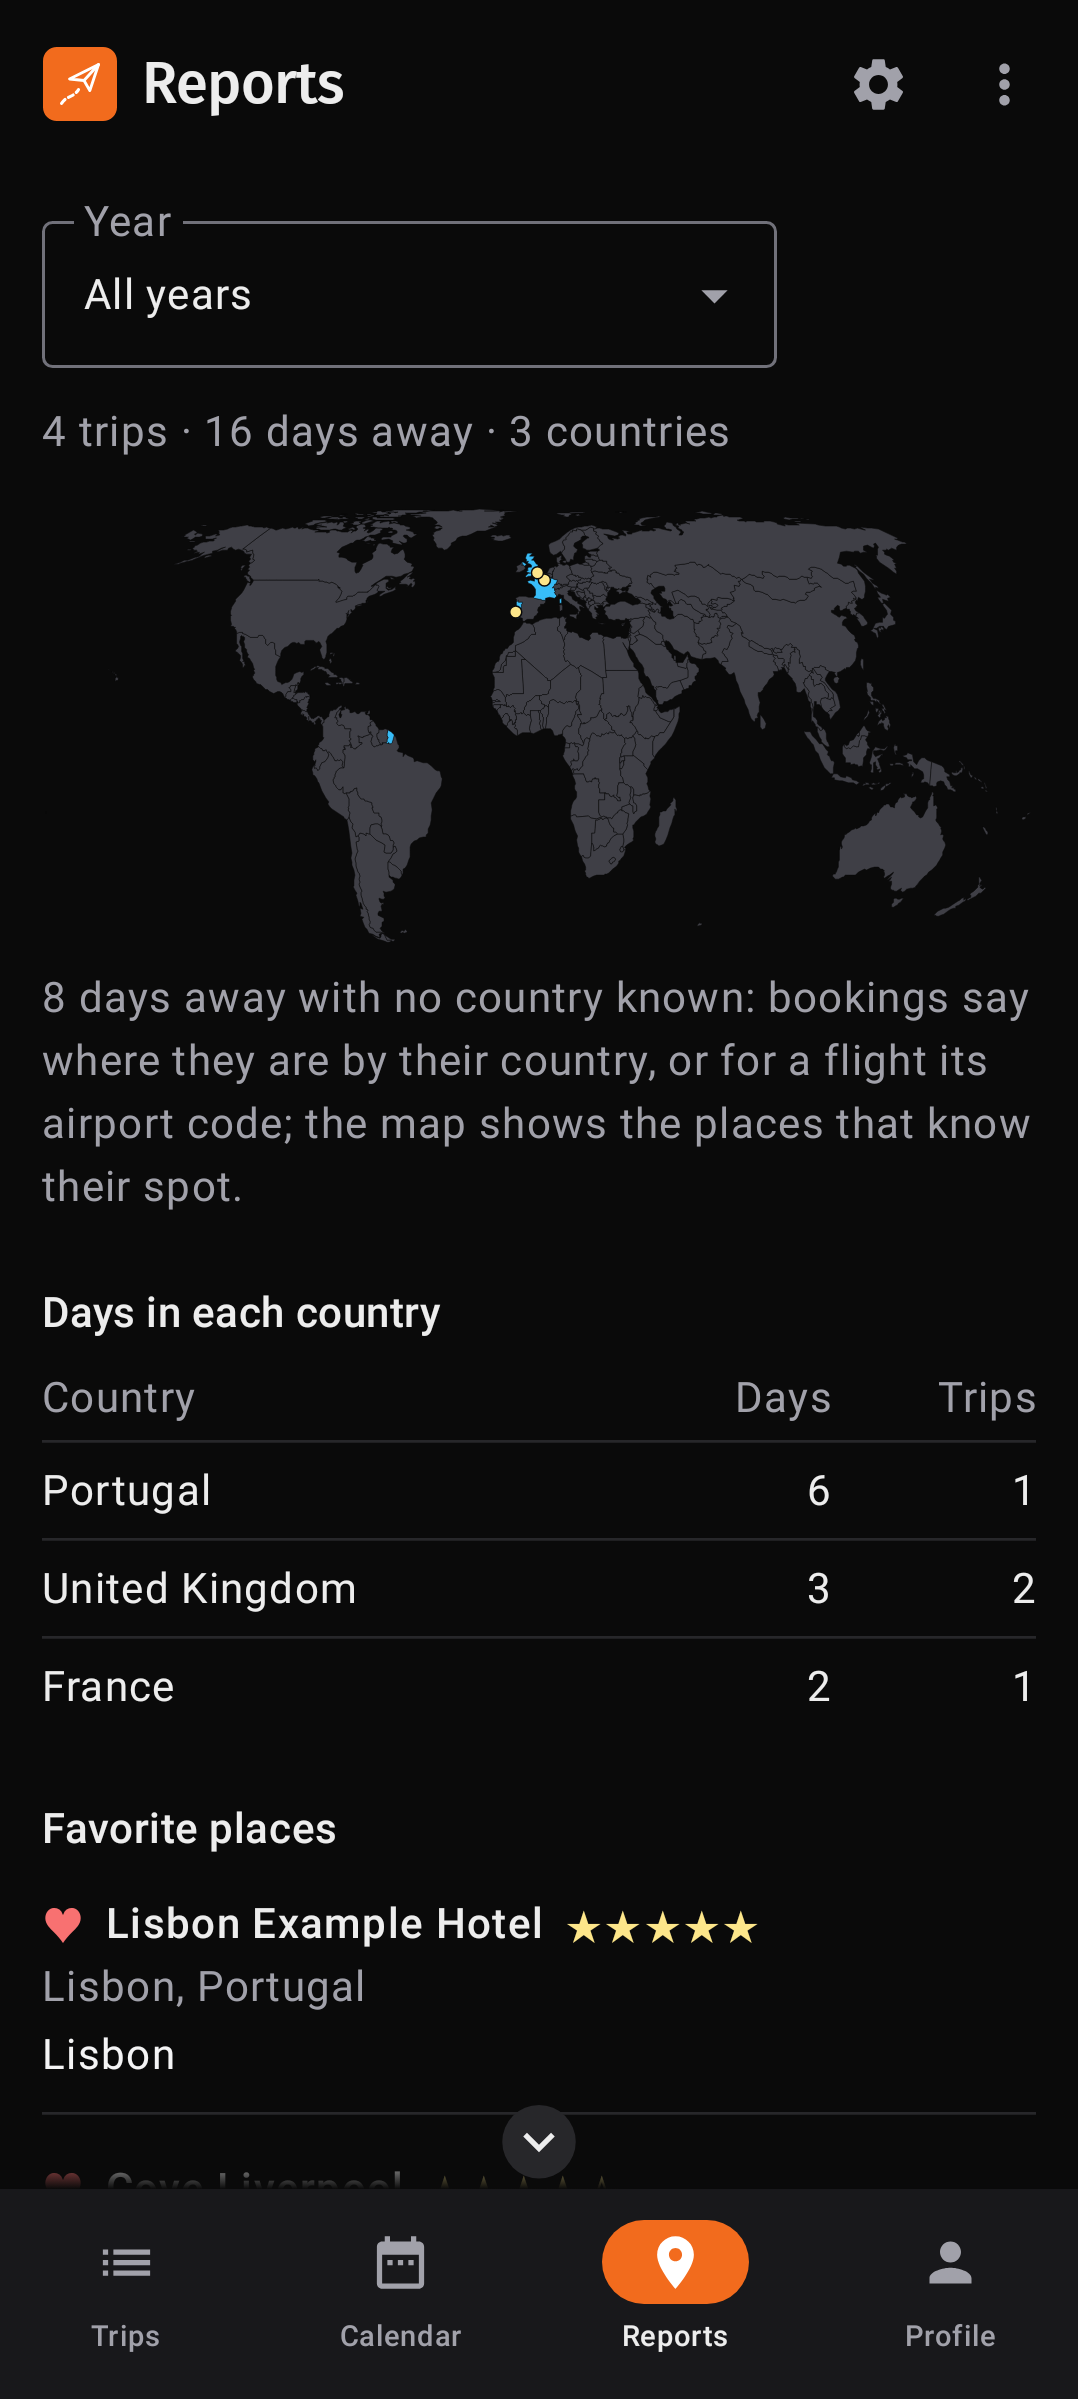 Reports
Year
All years
4 trips · 16 days away · 3 countries
8 days away with no country known: bookings say
where they are by their country, or for a flight its
airport code; the map shows the places that know
their spot.
Days in each country
Country Days Trips
Portugal 6 1
United Kingdom 3 2
France 2 1
Favorite places
Lisbon Example Hotel ★★★★★
Lisbon, Portugal
Lisbon
Trips Calendar Reports Profile